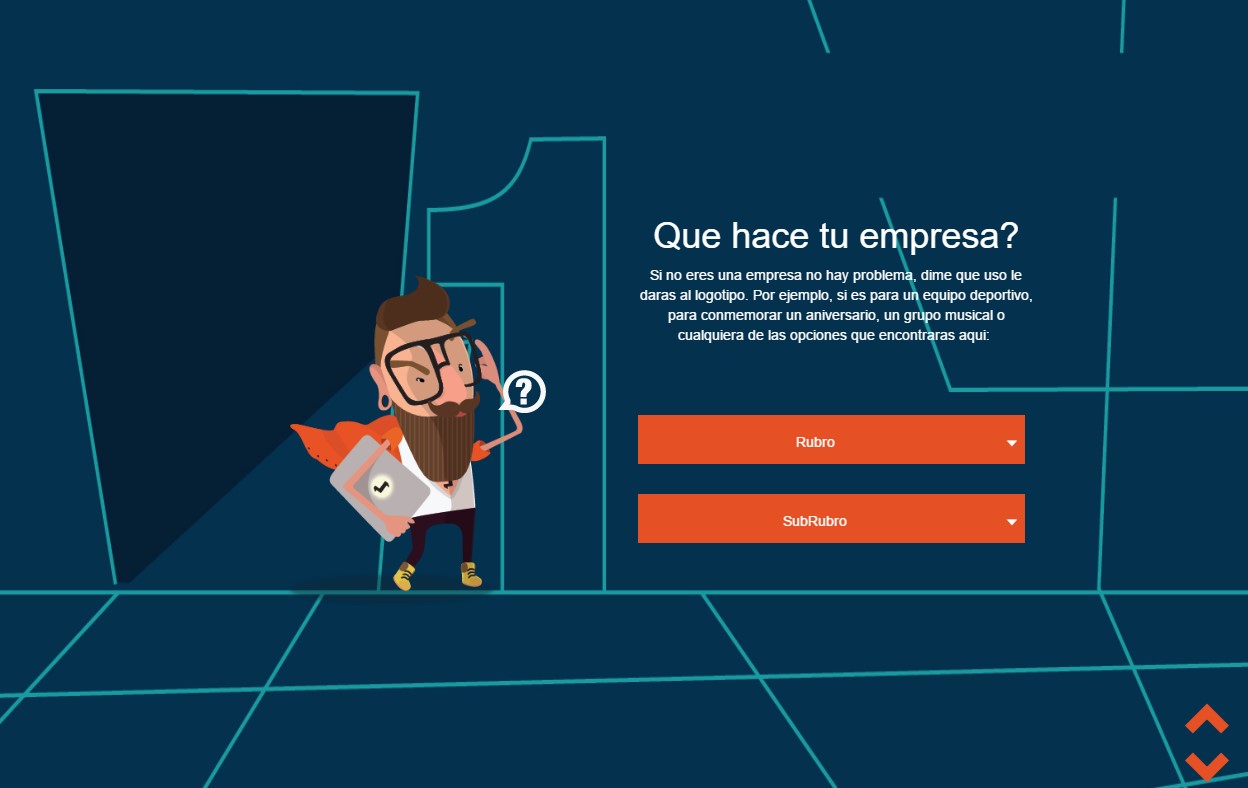 Que hace tu empresa?
Si no eres una empresa no hay problema, dime que uso le
daras al logotipo. Por ejemplo, si es para un equipo deportivo,
para conmemorar un aniversario, un grupo musical o
cualquiera de las opciones que encontraras aqui:
?
Rubro
SubRubro